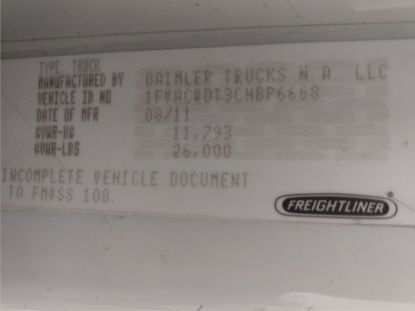 TYPE: TRUCK
MANUFACTURED BY DAIMLER TRUCKS N.A. LLC
VEHICLE ID NO 1FVACWDT3CHBP6668
DATE OF MFR 08/11
GVWR-KG 11,793
GVWR-LBS 26,000
INCOMPLETE VEHICLE DOCUMENT
TO FMVSS 108.
FREIGHTLINER